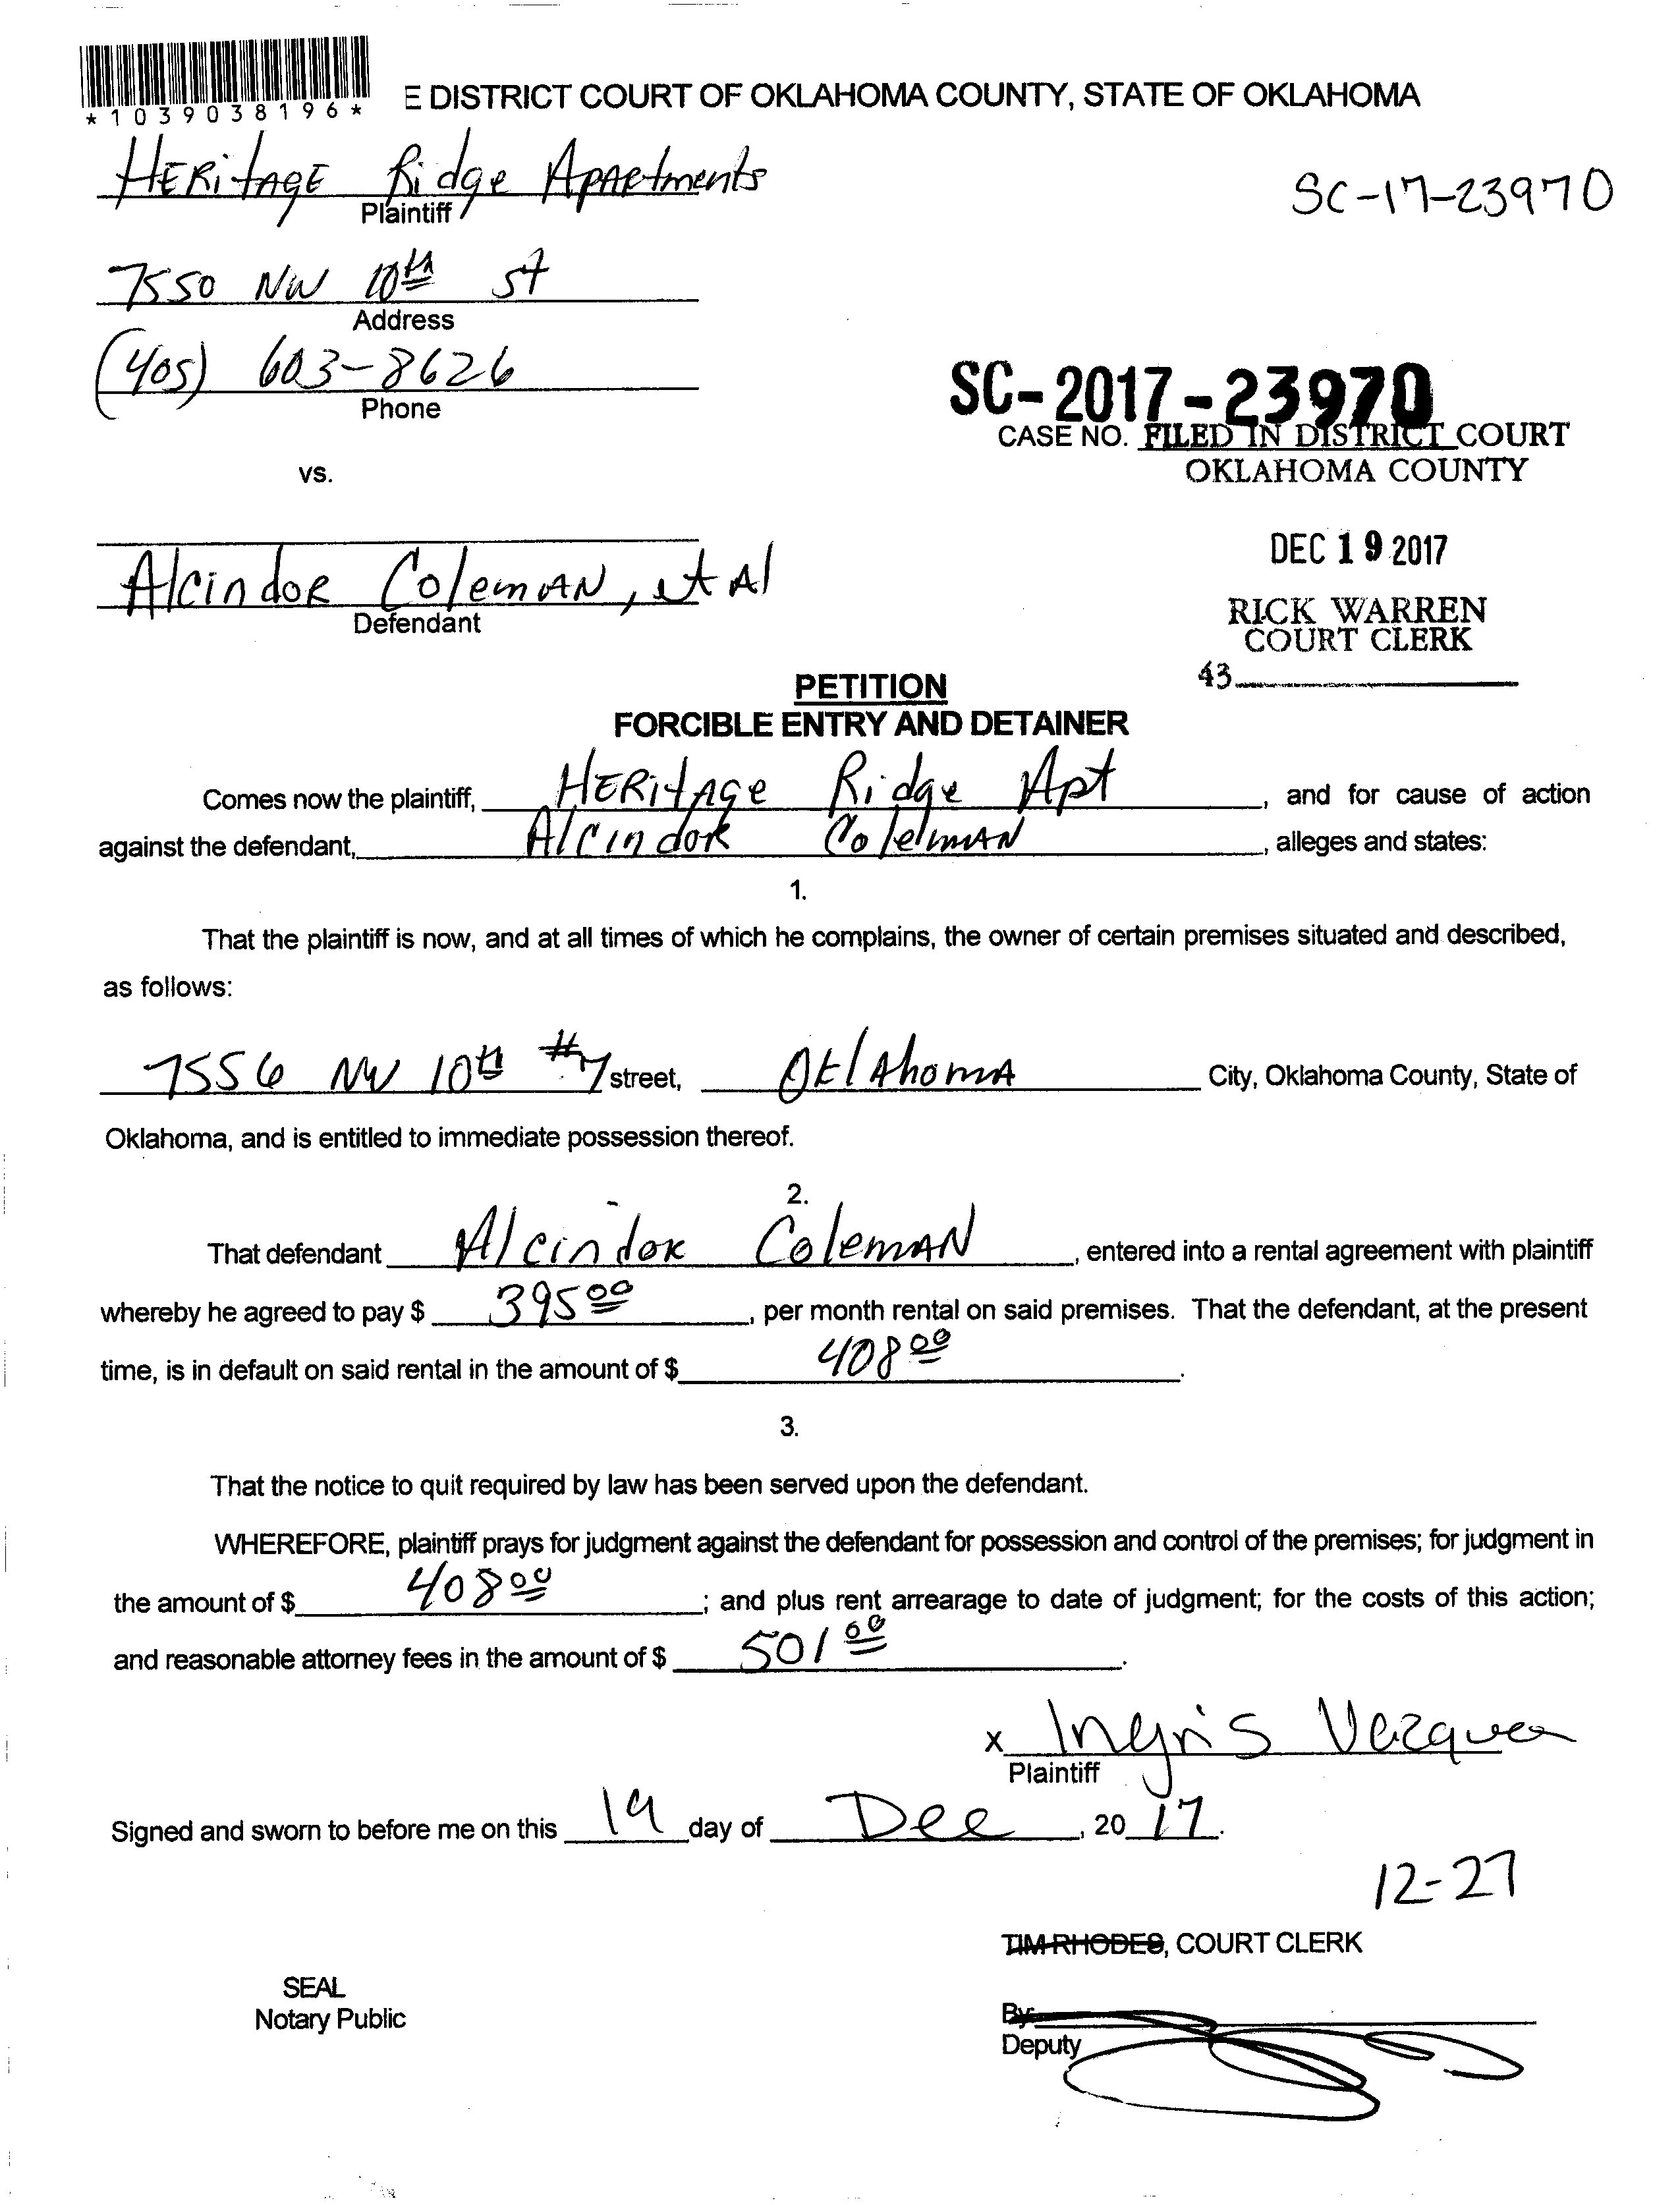 *1039038196*
E DISTRICT COURT OF OKLAHOMA COUNTY, STATE OF OKLAHOMA
HERitAGE Ridge Apartments
Plaintiff
SC-17-23970
7550 NW 10th St
Address
(405) 603-8626
Phone
SC-2017-23970
CASE NO. FILED IN DISTRICT COURT
OKLAHOMA COUNTY
vs.
DEC 19 2017
Alcindor Coleman, et Al
Defendant
RICK WARREN
COURT CLERK
43
PETITION
FORCIBLE ENTRY AND DETAINER
Comes now the plaintiff, HERitAge Ridge Apt, and for cause of action
against the defendant, Alcindor Coleman, alleges and states:
1.
That the plaintiff is now, and at all times of which he complains, the owner of certain premises situated and described,
as follows:
7556 NW 10th #7 street, OklAhomA City, Oklahoma County, State of
Oklahoma, and is entitled to immediate possession thereof.
2.
That defendant Alcindor Coleman, entered into a rental agreement with plaintiff
whereby he agreed to pay $ 395 00, per month rental on said premises. That the defendant, at the present
time, is in default on said rental in the amount of $ 408 00.
3.
That the notice to quit required by law has been served upon the defendant.
WHEREFORE, plaintiff prays for judgment against the defendant for possession and control of the premises; for judgment in
the amount of $ 408 00; and plus rent arrearage to date of judgment; for the costs of this action;
and reasonable attorney fees in the amount of $ 501 00.
x Ingris Vazquez
Plaintiff
Signed and sworn to before me on this 19 day of Dec, 20 17.
12-27
TIM RHODES, COURT CLERK
SEAL
Notary Public
By:
Deputy